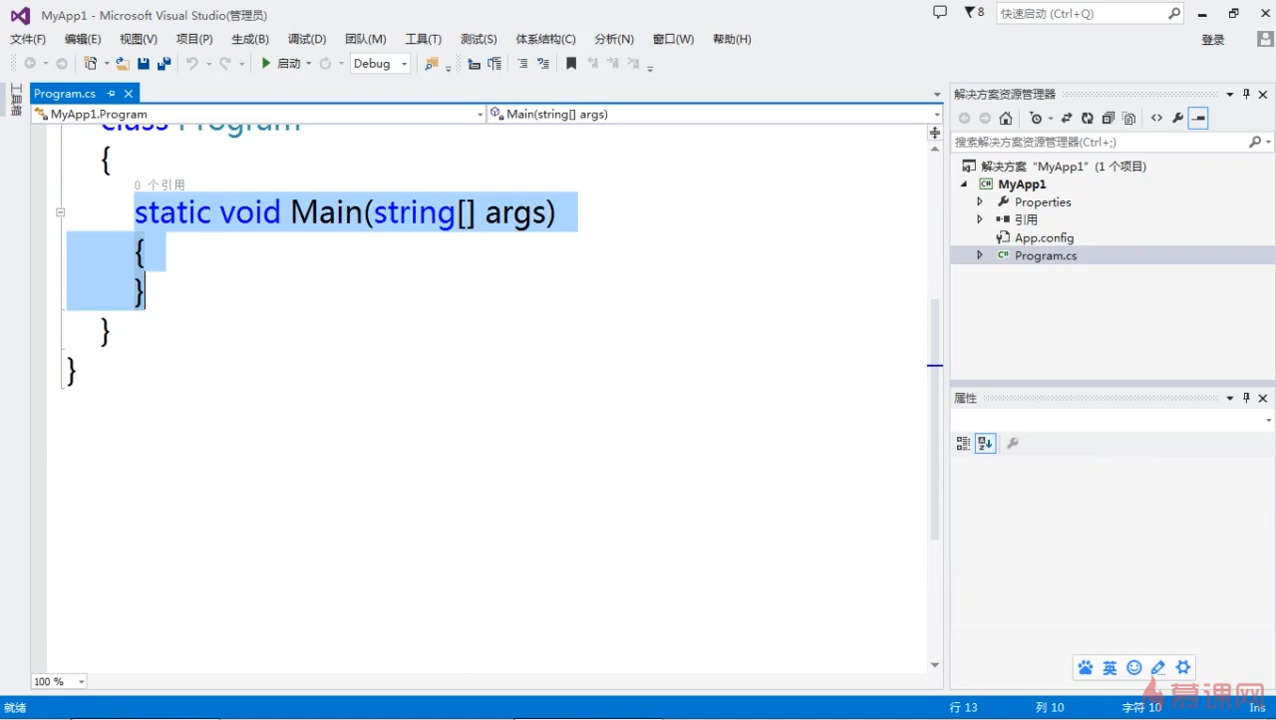 MyApp1 - Microsoft Visual Studio(管理员)
8
快速启动 (Ctrl+Q)
文件(F) 编辑(E) 视图(V) 项目(P) 生成(B) 调试(D) 团队(M) 工具(T) 测试(S) 体系结构(C) 分析(N) 窗口(W) 帮助(H)
登录
启动 Debug
工具箱
Program.cs
MyApp1.Program
Main(string[] args)
class Program
{
0 个引用
static void Main(string[] args)
{
}
}
}
解决方案资源管理器
搜索解决方案资源管理器(Ctrl+;)
解决方案 "MyApp1" (1 个项目)
MyApp1
Properties
引用
App.config
Program.cs
属性
英
100 %
就绪
行 13 列 10 字符 10 Ins
慕课网